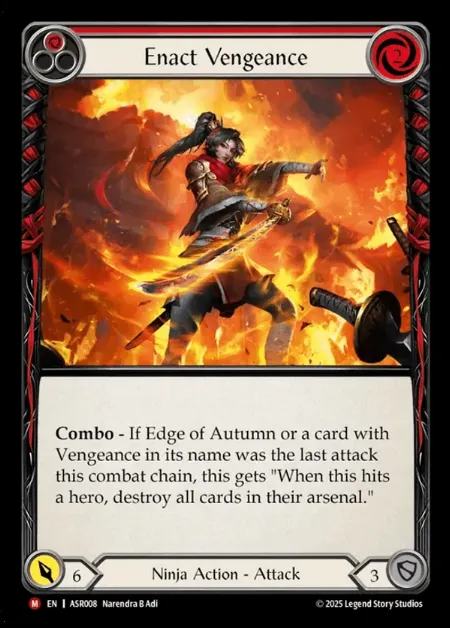 Enact Vengeance
2
Combo - If Edge of Autumn or a card with
Vengeance in its name was the last attack
this combat chain, this gets "When this hits
a hero, destroy all cards in their arsenal."
6
Ninja Action - Attack
3
M EN | ASR008 Narendra B Adi
© 2025 Legend Story Studios